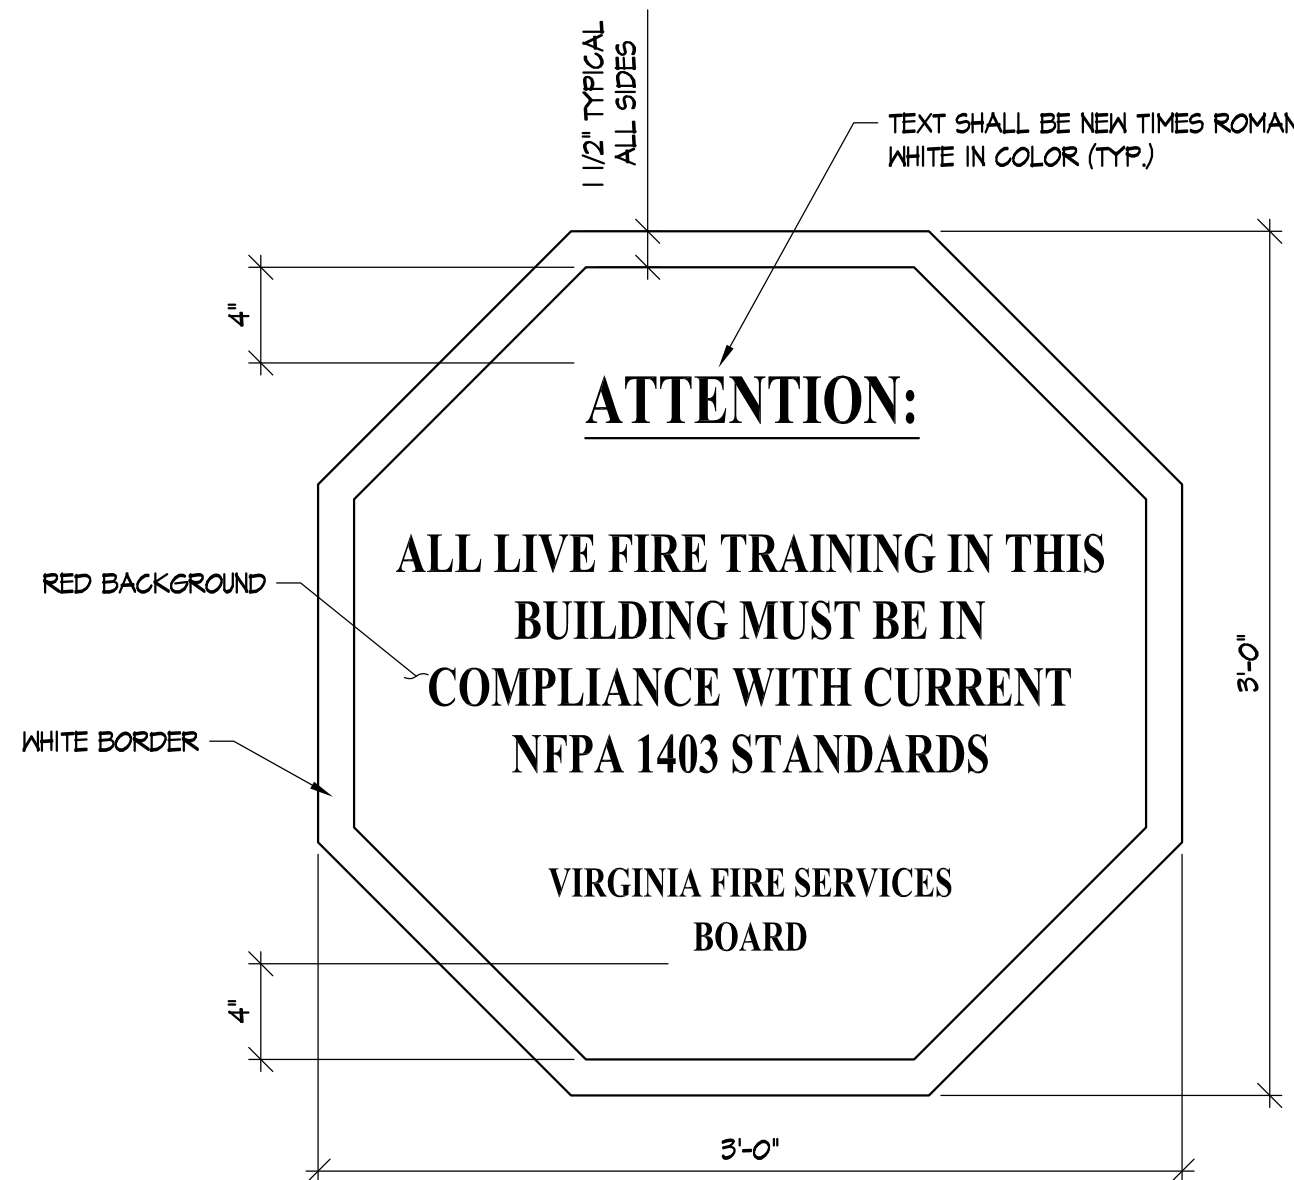 1 1/2" TYPICAL
ALL SIDES
TEXT SHALL BE NEW TIMES ROMAN
WHITE IN COLOR (TYP.)
4"
ATTENTION:
ALL LIVE FIRE TRAINING IN THIS
RED BACKGROUND
BUILDING MUST BE IN
3'-0"
COMPLIANCE WITH CURRENT
WHITE BORDER
NFPA 1403 STANDARDS
VIRGINIA FIRE SERVICES
BOARD
4"
3'-0"